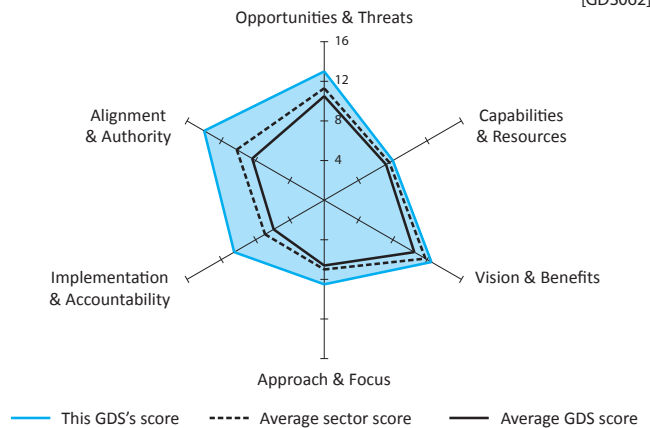 [GDS062]
Opportunities & Threats
16
12
8
4
Alignment
& Authority
Capabilities
& Resources
Implementation
& Accountability
Vision & Benefits
Approach & Focus
This GDS's score
Average sector score
Average GDS score